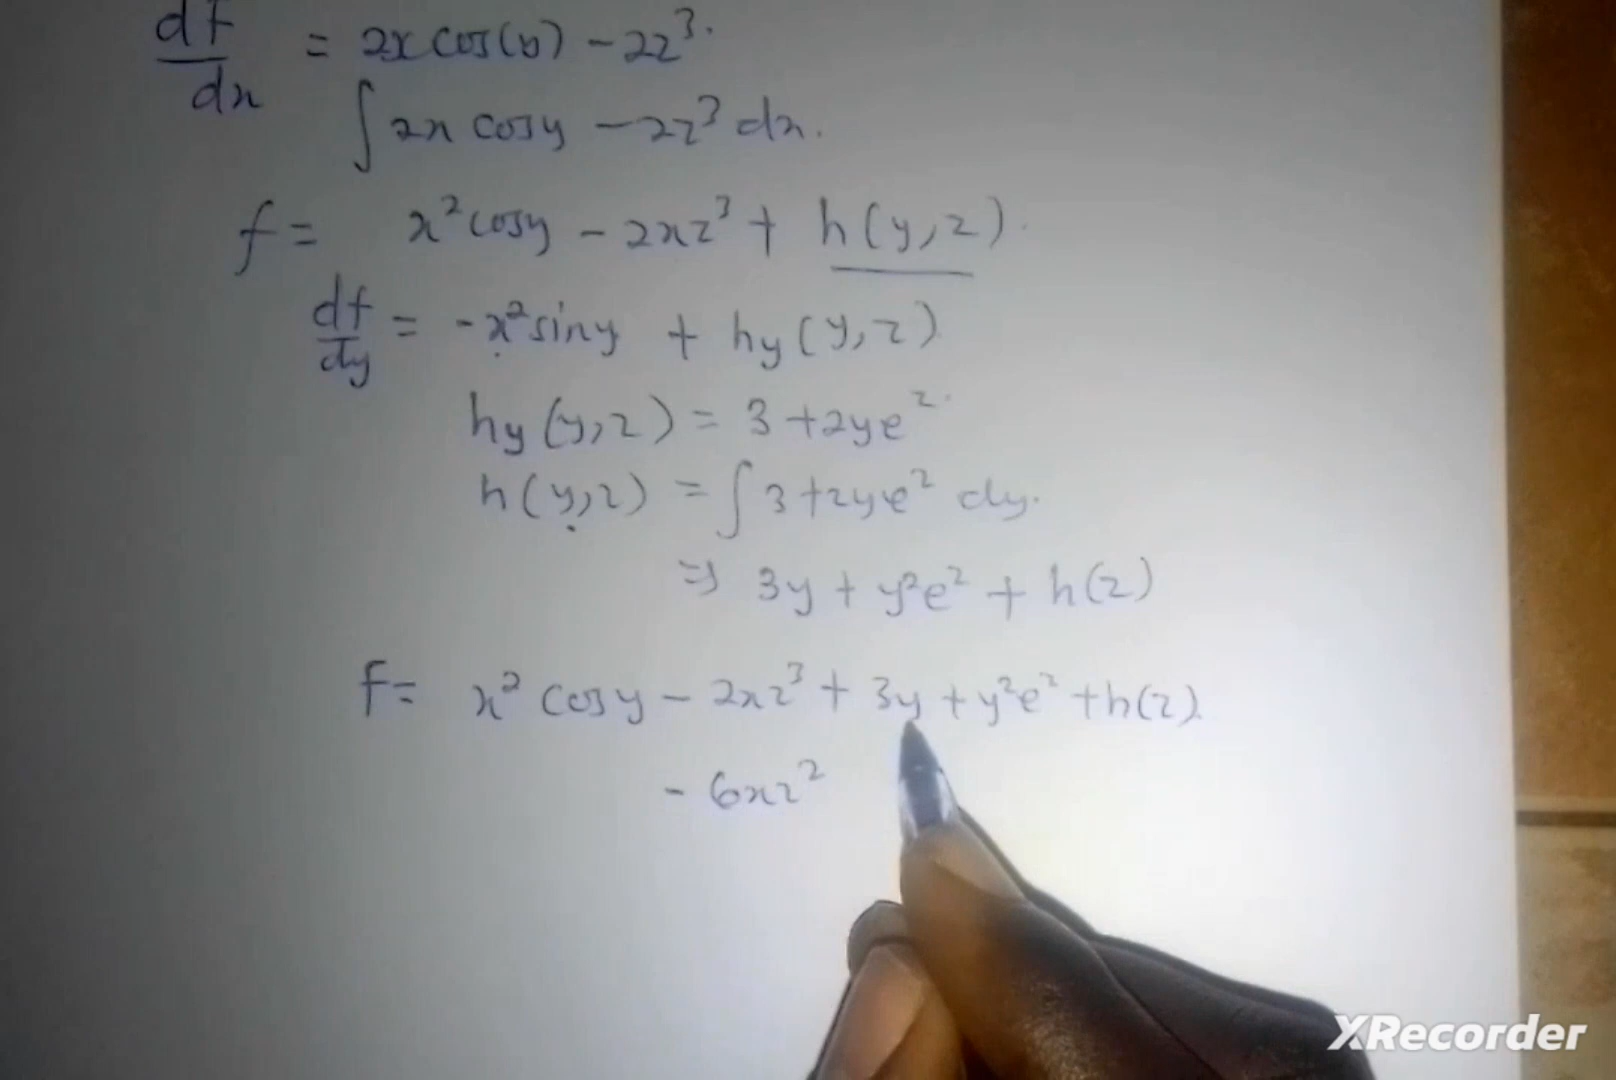 df/dx = 2x cos(y) - 2z³.
∫ 2x cosy - 2z³ dx.
f = x² cosy - 2xz³ + h(y,z).
df/dy = -x² siny + hy(y,z)
hy(y,z) = 3 + 2ye^z.
h(y,z) = ∫ 3 + 2ye^z dy.
⇒ 3y + y²e^z + h(z)
f = x² cosy - 2xz³ + 3y + y²e^z + h(z).
- 6xz²
XRecorder